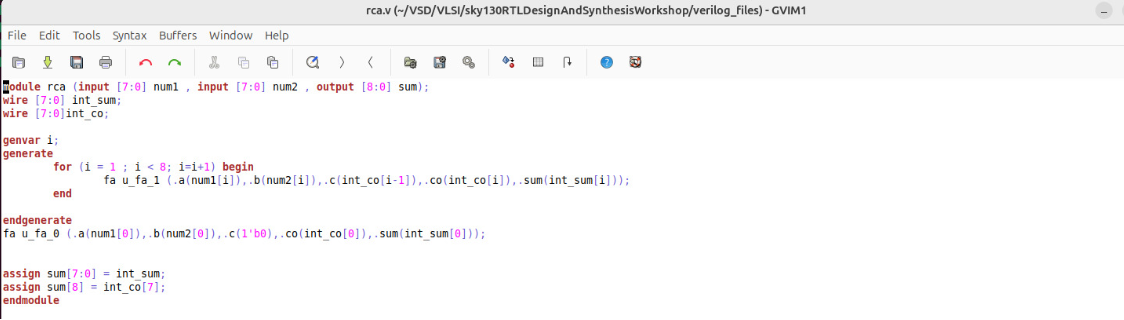 rca.v (~/VSD/VLSI/sky130RTLDesignAndSynthesisWorkshop/verilog_files) - GVIM1
File Edit Tools Syntax Buffers Window Help
module rca (input [7:0] num1 , input [7:0] num2 , output [8:0] sum);
wire [7:0] int_sum;
wire [7:0]int_co;
genvar i;
generate
for (i = 1 ; i < 8; i=i+1) begin
fa u_fa_1 (.a(num1[i]),.b(num2[i]),.c(int_co[i-1]),.co(int_co[i]),.sum(int_sum[i]));
end
endgenerate
fa u_fa_0 (.a(num1[0]),.b(num2[0]),.c(1'b0),.co(int_co[0]),.sum(int_sum[0]));
assign sum[7:0] = int_sum;
assign sum[8] = int_co[7];
endmodule